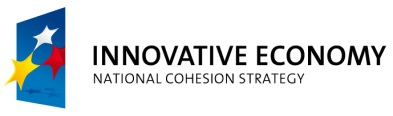 INNOVATIVE ECONOMY
NATIONAL COHESION STRATEGY